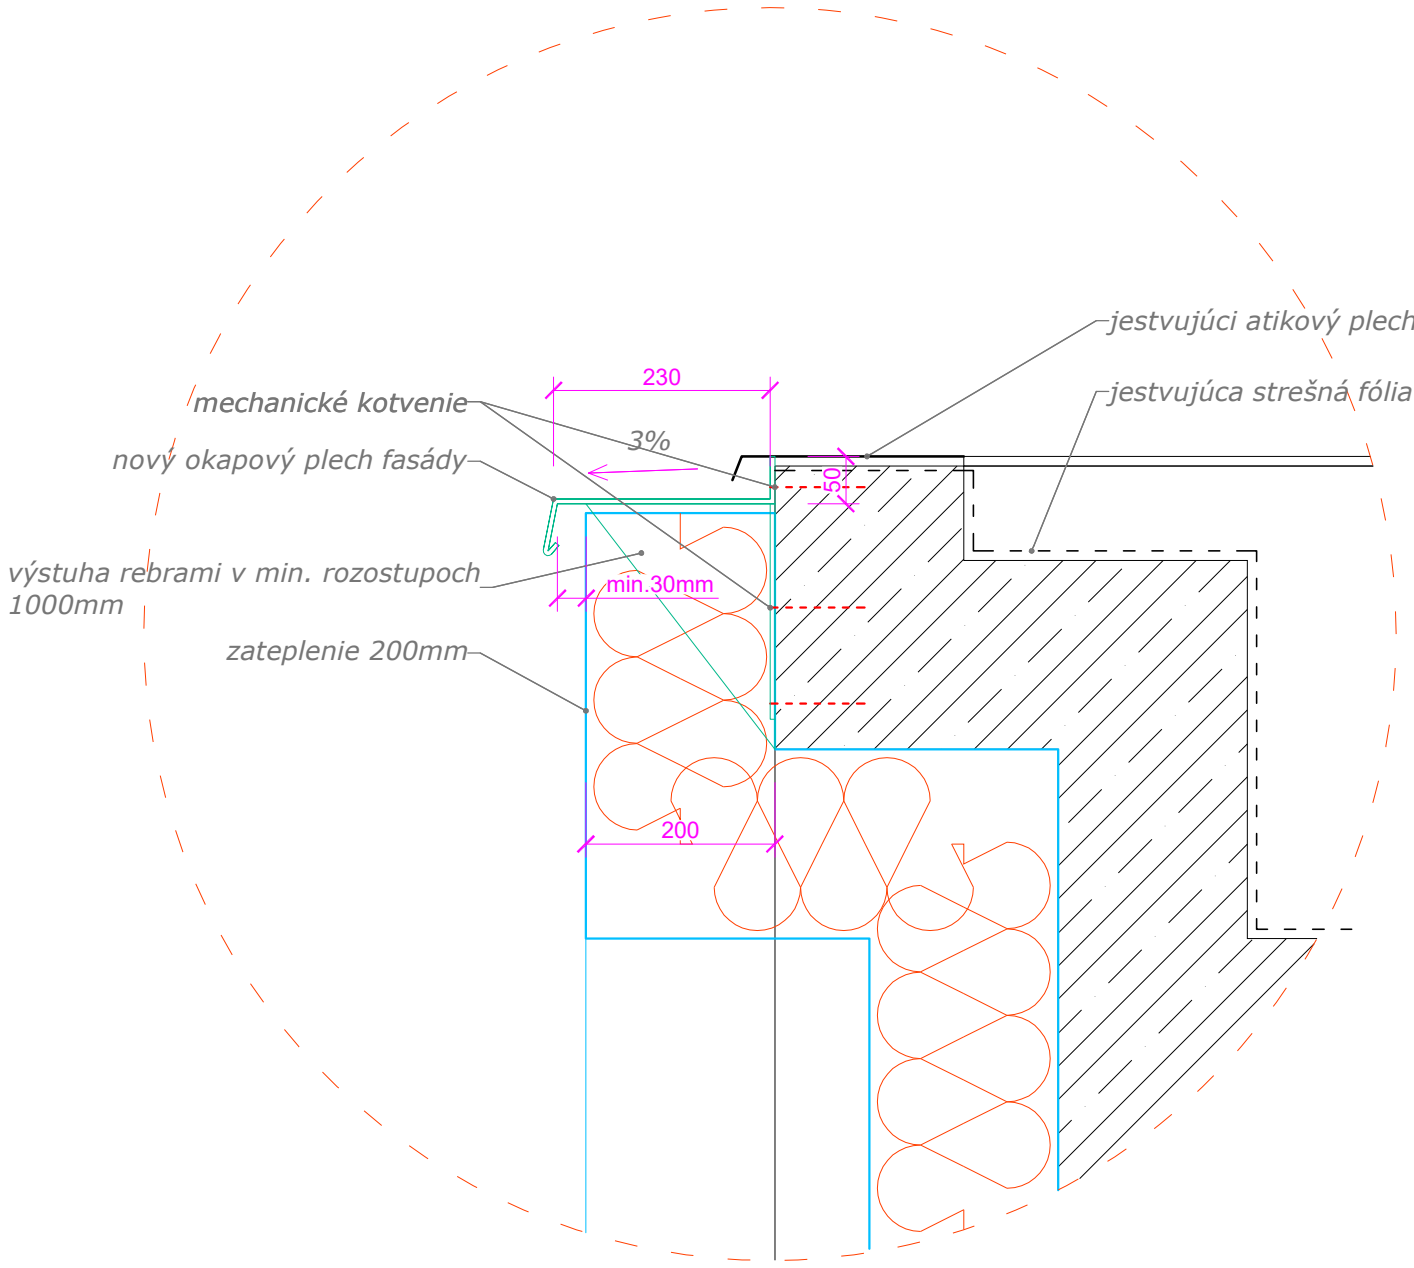 jestvujúci atikový plech
230
jestvujúca strešná fólia
mechanické kotvenie
3%
nový okapový plech fasády
50
výstuha rebrami v min. rozostupoch
1000mm
min.30mm
zateplenie 200mm
200